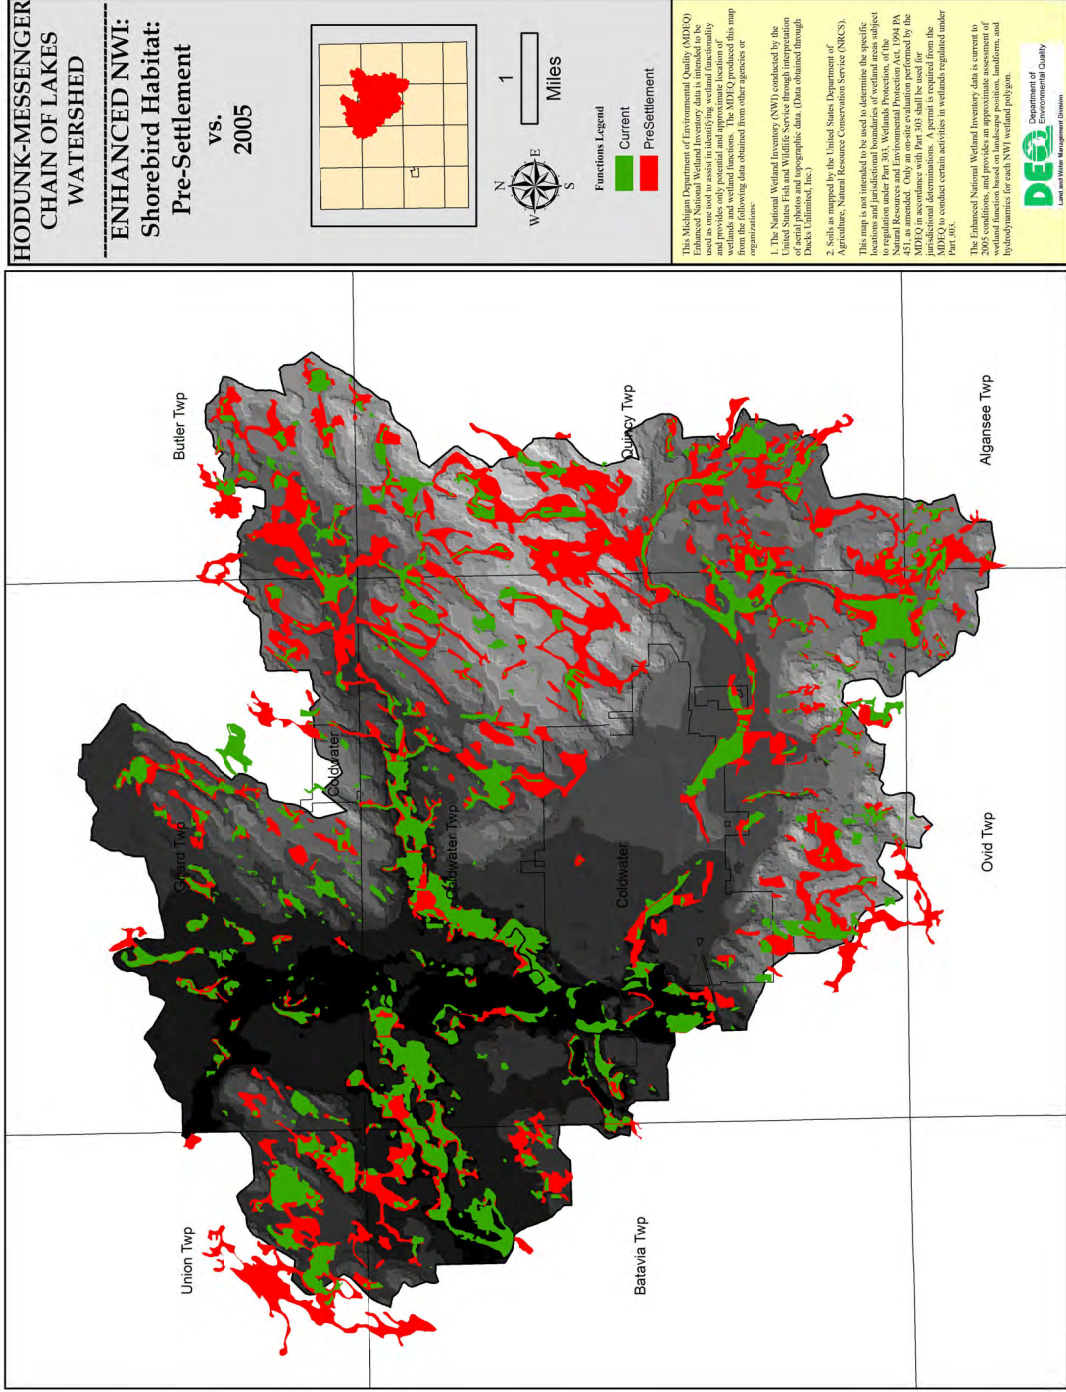 HODUNK-MESSENGER
CHAIN OF LAKES
WATERSHED
ENHANCED NWI:
Shorebird Habitat:
Pre-Settlement
vs.
2005
1
Miles
N
W E
S
Functions Legend
Current
PreSettlement
This Michigan Department of Environmental Quality (MDEQ)
Enhanced National Wetland Inventory data is intended to be
used as one tool to assist in identifying wetland functionality
and provides only potential and approximate location of
wetlands and wetland functions. The MDEQ produced this map
from the following data obtained from other agencies or
organizations:
1. The National Wetland Inventory (NWI) conducted by the
United States Fish and Wildlife Service through interpretation
of aerial photos and topographic data. (Data obtained through
Ducks Unlimited, Inc.)
2. Soils as mapped by the United States Department of
Agriculture, Natural Resource Conservation Service (NRCS).
This map is not intended to be used to determine the specific
locations and jurisdictional boundaries of wetland areas subject
to regulation under Part 303, Wetlands Protection, of the
Natural Resources and Environmental Protection Act, 1994 PA
451, as amended. Only an on-site evaluation performed by the
MDEQ in accordance with Part 303 shall be used for
jurisdictional determinations. A permit is required from the
MDEQ to conduct certain activities in wetlands regulated under
Part 303.
The Enhanced National Wetland Inventory data is current to
2005 conditions, and provides an approximate assessment of
wetland function based on landscape position, landform, and
hydrodynamics for each NWI wetland polygon.
DEQ
Department of
Environmental Quality
Land and Water Management Division
Union Twp
Girard Twp
Butler Twp
Coldwater
Coldwater Twp
Batavia Twp
Coldwater
Quincy Twp
Ovid Twp
Algansee Twp